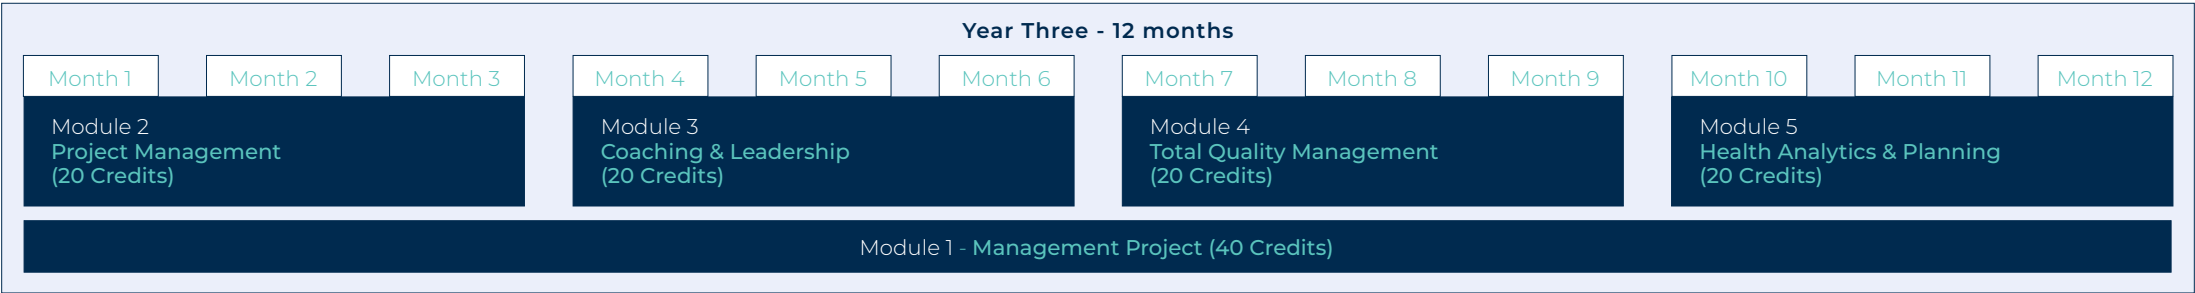 Year Three - 12 months
Month 1
Month 2
Month 3
Month 4
Month 5
Month 6
Month 7
Month 8
Month 9
Month 10
Month 11
Month 12
Module 2
Project Management
(20 Credits)
Module 3
Coaching & Leadership
(20 Credits)
Module 4
Total Quality Management
(20 Credits)
Module 5
Health Analytics & Planning
(20 Credits)
Module 1 - Management Project (40 Credits)